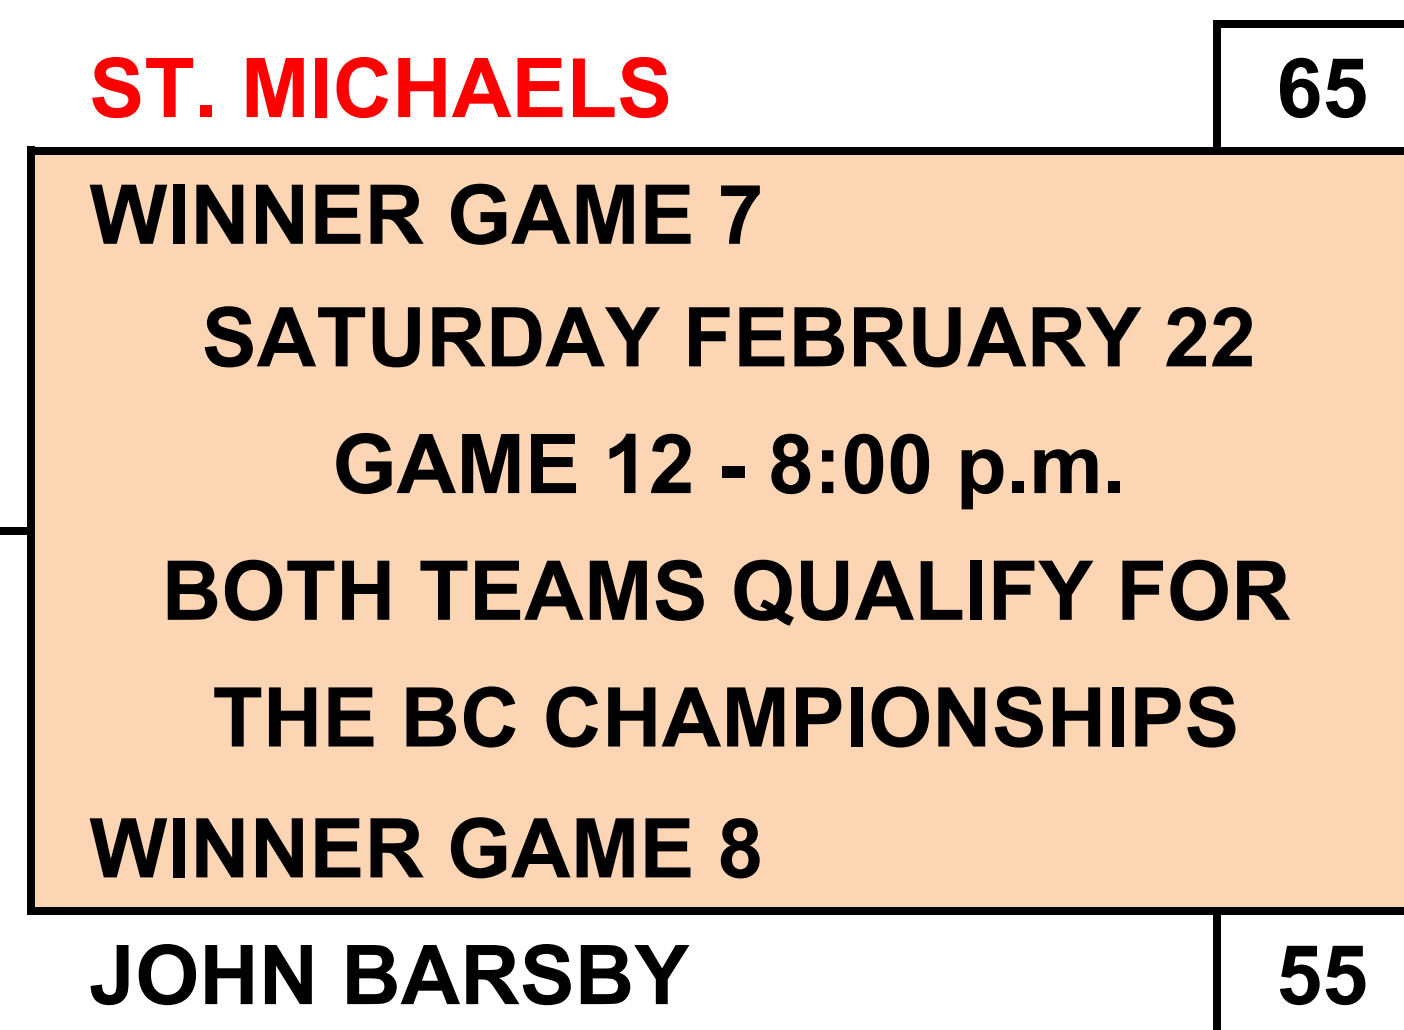 ST. MICHAELS 65
WINNER GAME 7
SATURDAY FEBRUARY 22
GAME 12 - 8:00 p.m.
BOTH TEAMS QUALIFY FOR
THE BC CHAMPIONSHIPS
WINNER GAME 8
JOHN BARSBY 55